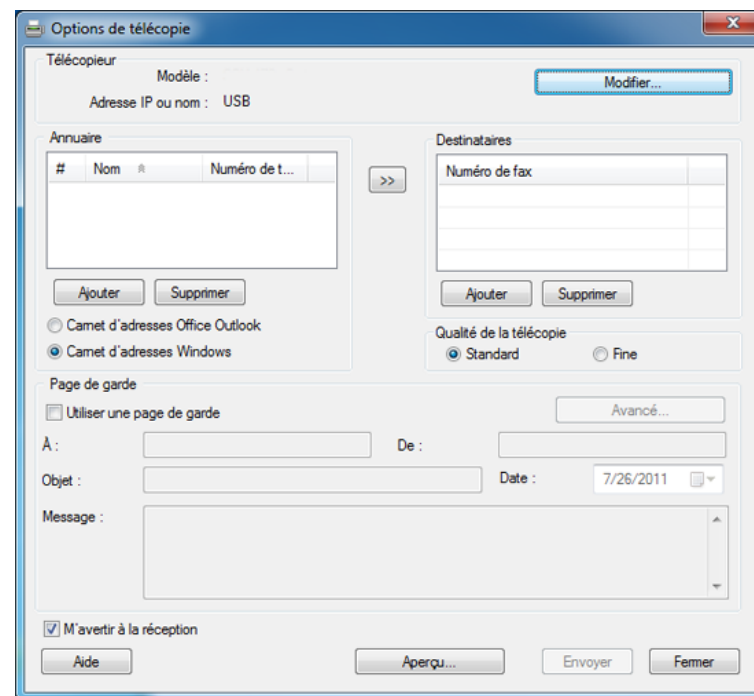 Options de télécopie
Télécopieur
Modèle :
Modifier...
Adresse IP ou nom : USB
Annuaire
# Nom Numéro de t...
>>
Ajouter Supprimer
Carnet d'adresses Office Outlook
Carnet d'adresses Windows
Destinataires
Numéro de fax
Ajouter Supprimer
Qualité de la télécopie
Standard Fine
Page de garde
Utiliser une page de garde Avancé...
À : De :
Objet : Date : 7/26/2011
Message :
M'avertir à la réception
Aide Aperçu... Envoyer Fermer